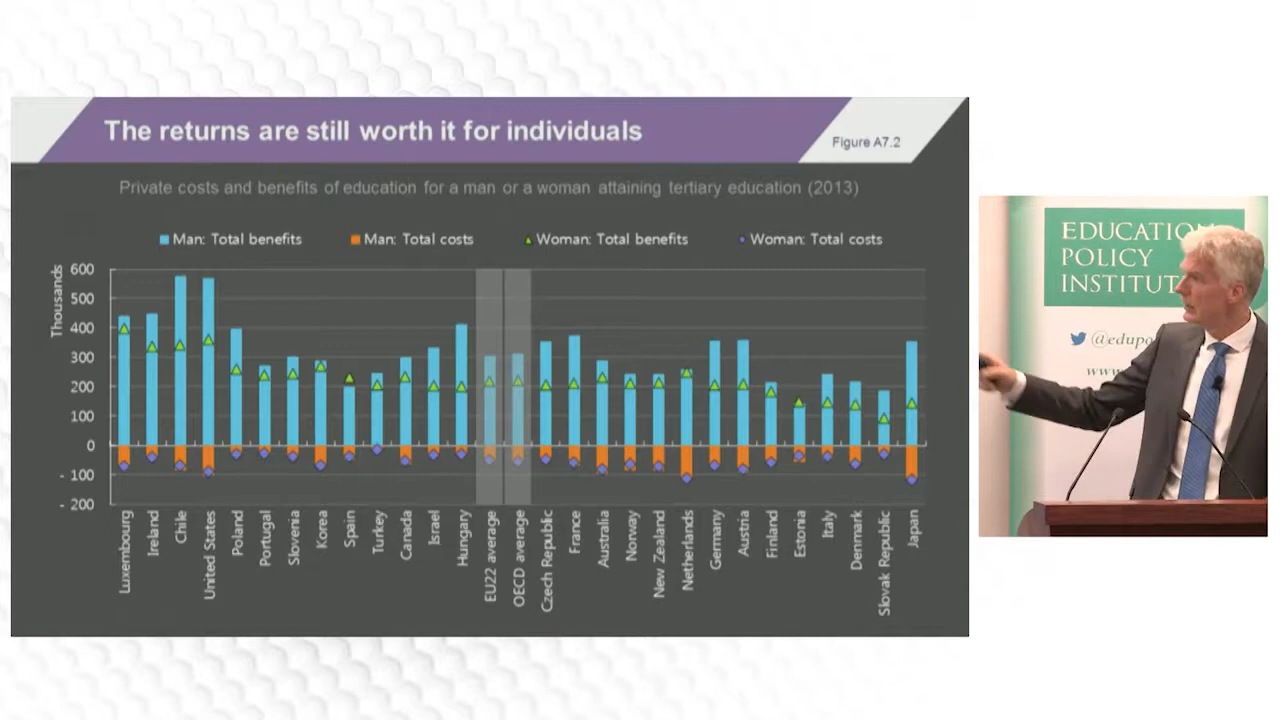 The returns are still worth it for individuals
Figure A7.2
Private costs and benefits of education for a man or a woman attaining tertiary education (2013)
Man: Total benefits
Man: Total costs
Woman: Total benefits
Woman: Total costs
Thousands
600
500
400
300
200
100
0
- 100
- 200
Luxembourg
Ireland
Chile
United States
Poland
Portugal
Slovenia
Korea
Spain
Turkey
Canada
Israel
Hungary
EU22 average
OECD average
Czech Republic
France
Australia
Norway
New Zealand
Netherlands
Germany
Austria
Finland
Estonia
Italy
Denmark
Slovak Republic
Japan
EDUCATION
POLICY
INSTITUT
@edupo
www.